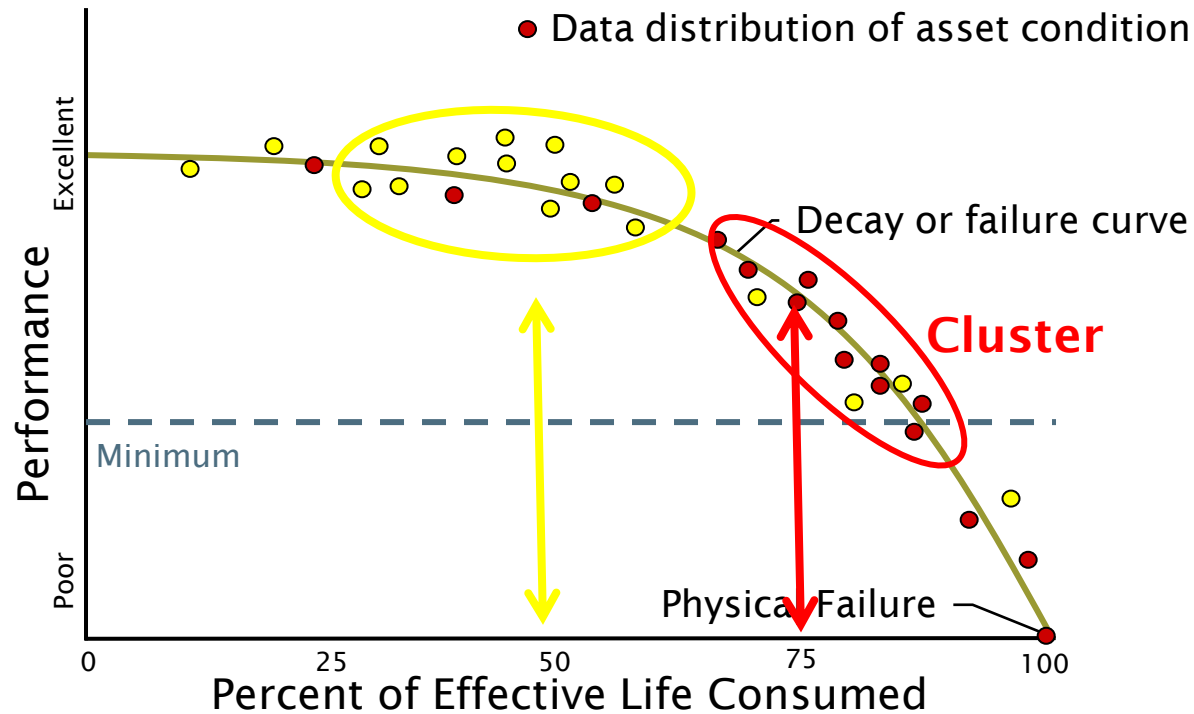 Data distribution of asset condition
Excellent
Decay or failure curve
Cluster
Performance
Minimum
Poor
Physical Failure
0
25
50
75
100
Percent of Effective Life Consumed